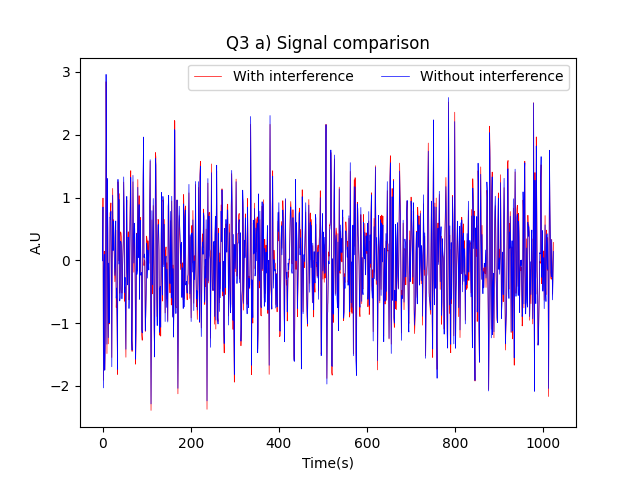 Q3 a) Signal comparison
With interference
Without interference
3
2
1
0
−1
−2
A.U
0
200
400
600
800
1000
Time(s)